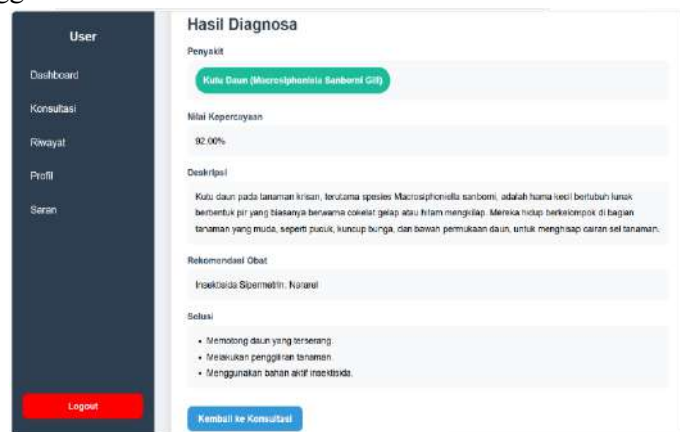 User
Dashboard
Konsultasi
Riwayat
Profil
Saran
Logout
Hasil Diagnosa
Penyakit
Kutu Daun (Macrosiphonista Sanborni Gill)
Nilai Kepercayaan
92.00%
Deskripsi
Kutu daun pada tanaman krisan, terutama spesies Macrosiphoniella sanborni, adalah hama kecil bertubuh lunak
berbentuk pir yang biasanya berwarna cokelat gelap atau hitam mengkilap. Mereka hidup berkelompok di bagian
tanaman yang muda, seperti pucuk, kuncup bunga, dan bawah permukaan daun, untuk menghisap cairan sel tanaman.
Rekomendasi Obat
Insektisida Sipermetrin,
Solusi
• Memotong daun yang terserang.
• Melakukan penggiliran tanaman.
• Menggunakan bahan aktif insektisida.
Kembali ke Konsultasi